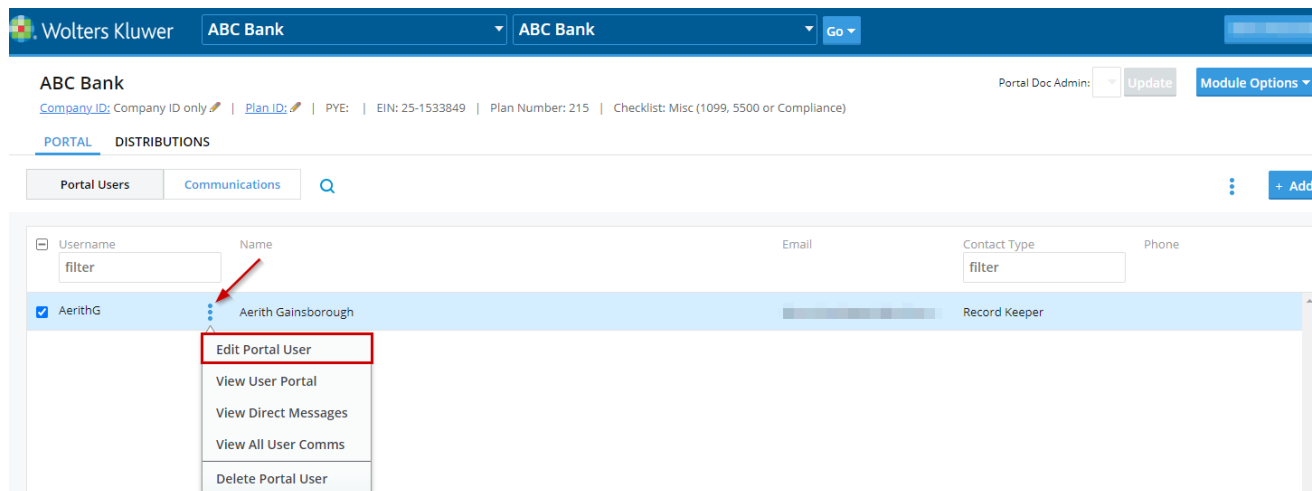 Wolters Kluwer ABC Bank ABC Bank Go
ABC Bank Portal Doc Admin: Update Module Options
Company ID: Company ID only | Plan ID: | PYE: | EIN: 25-1533849 | Plan Number: 215 | Checklist: Misc (1099, 5500 or Compliance)
PORTAL DISTRIBUTIONS
Portal Users Communications + Add
Username Name Email Contact Type Phone
filter filter
AerithG Aerith Gainsborough Record Keeper
Edit Portal User
View User Portal
View Direct Messages
View All User Comms
Delete Portal User